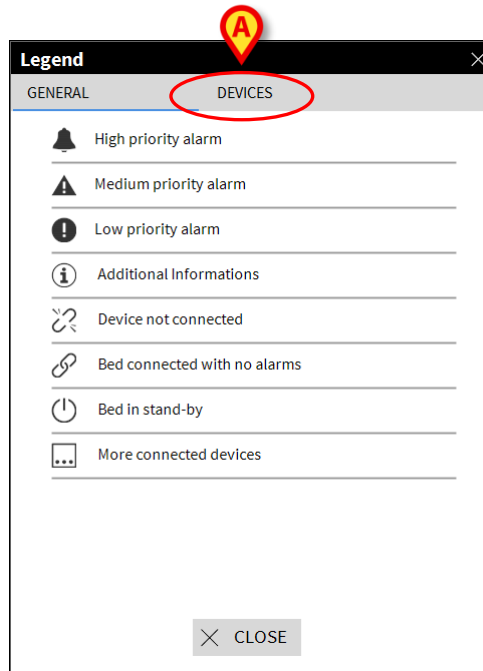 A
Legend
GENERAL DEVICES
High priority alarm
Medium priority alarm
Low priority alarm
Additional Informations
Device not connected
Bed connected with no alarms
Bed in stand-by
More connected devices
CLOSE